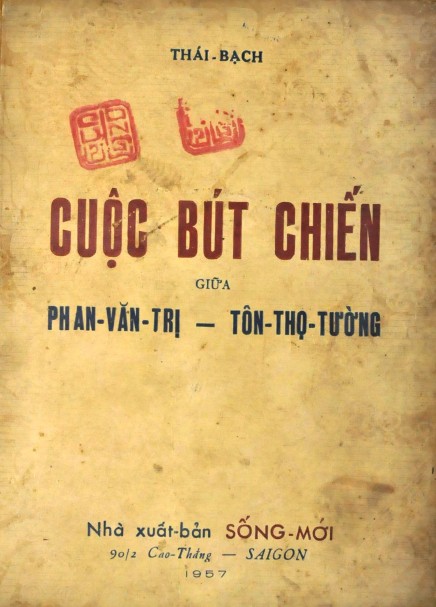 THÁI-BẠCH
CUỘC BÚT CHIẾN
GIỮA
PHAN-VĂN-TRỊ — TÔN-THỌ-TƯỜNG
Nhà xuất-bản SỐNG-MỚI
90/2 Cao-Thắng — SAIGON
1957